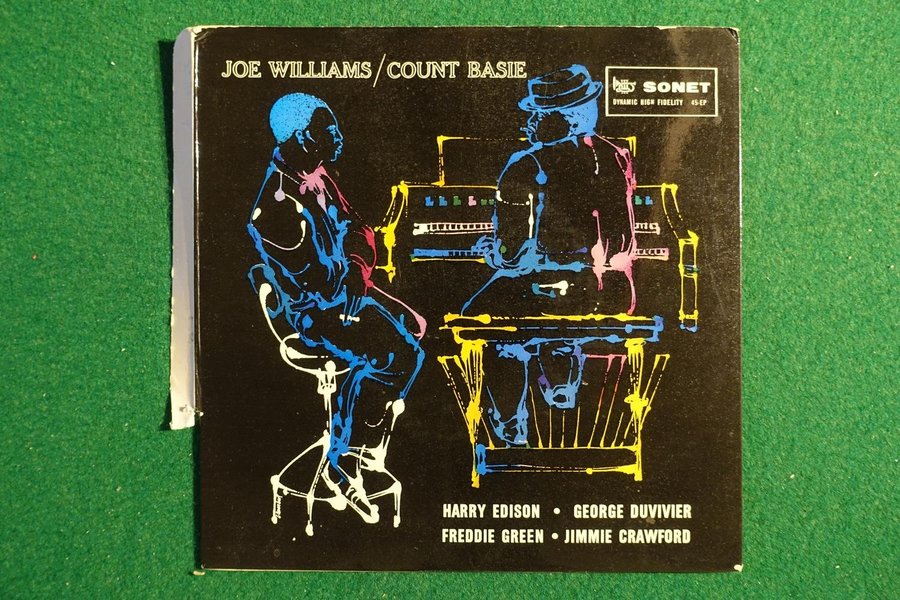 JOE WILLIAMS/COUNT BASIE
SONET
DYNAMIC HIGH FIDELITY 45-EP
HARRY EDISON • GEORGE DUVIVIER
FREDDIE GREEN • JIMMIE CRAWFORD